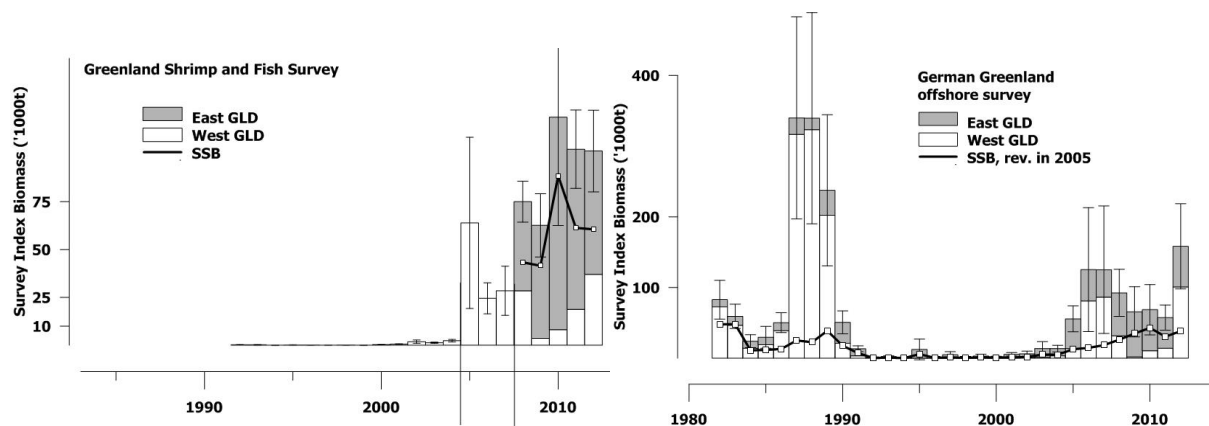 Greenland Shrimp and Fish Survey
East GLD
West GLD
SSB
Survey Index Biomass ('1000t)
75
50
25
10
1990
2000
2010
German Greenland
offshore survey
East GLD
West GLD
SSB, rev. in 2005
Survey Index Biomass ('1000t)
400
200
100
1980
1990
2000
2010